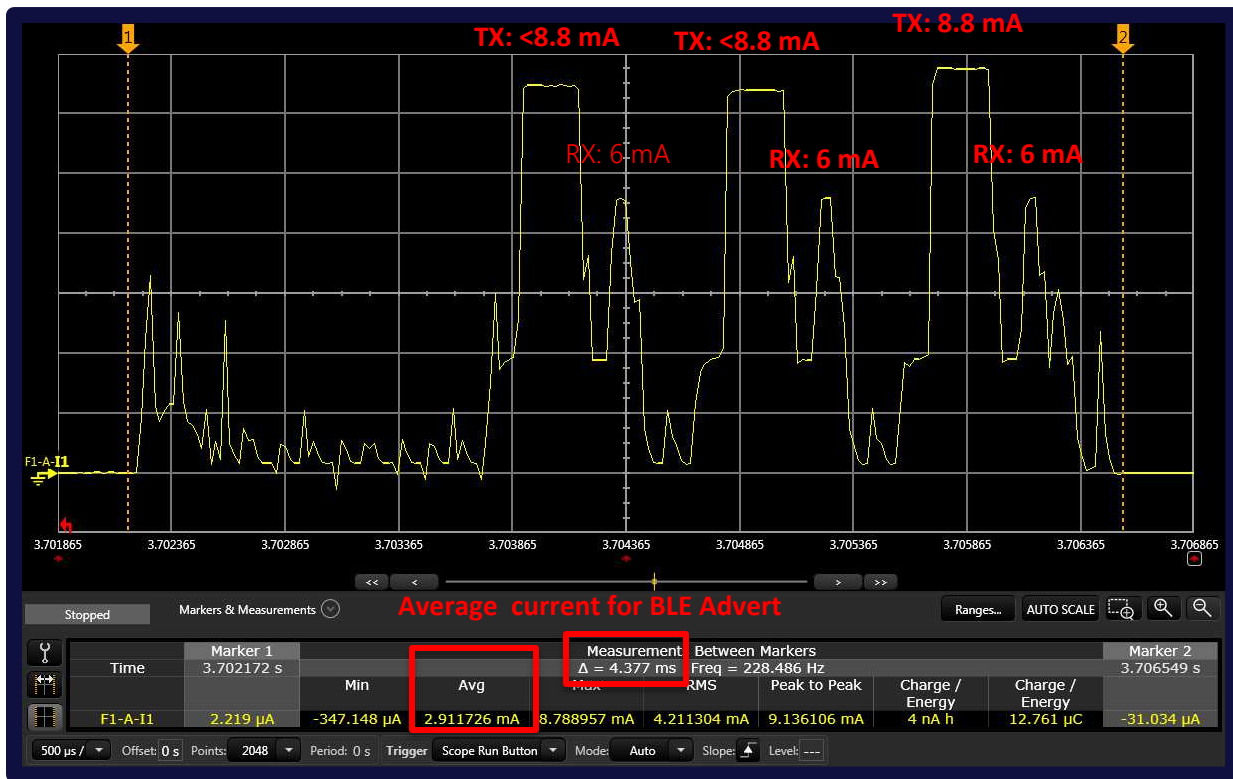 TX: <8.8 mA
TX: <8.8 mA
TX: 8.8 mA
1
2
RX: 6 mA
RX: 6 mA
RX: 6 mA
F1-A-I1
3.701865
3.702365
3.702865
3.703365
3.703865
3.704365
3.704865
3.705365
3.705865
3.706365
3.706865
<<
<
>
>>
Stopped
Markers & Measurements
Average current for BLE Advert
Ranges...
AUTO SCALE
Marker 1
Measurement Between Markers
Marker 2
Time
3.702172 s
Δ = 4.377 ms
Freq = 228.486 Hz
3.706549 s
Min
Avg
Max
RMS
Peak to Peak
Charge / Energy
Charge / Energy
F1-A-I1
2.219 µA
-347.148 µA
2.911726 mA
8.788957 mA
4.211304 mA
9.136106 mA
4 nA h
12.761 µC
-31.034 µA
500 µs /
Offset: 0 s
Points: 2048
Period: 0 s
Trigger Scope Run Button
Mode: Auto
Slope:
Level: ---